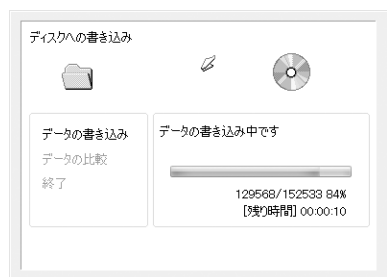 ディスクへの書き込み
データの書き込み
データの比較
終了
データの書き込み中です
129568/152533 84%
[残り時間] 00:00:10